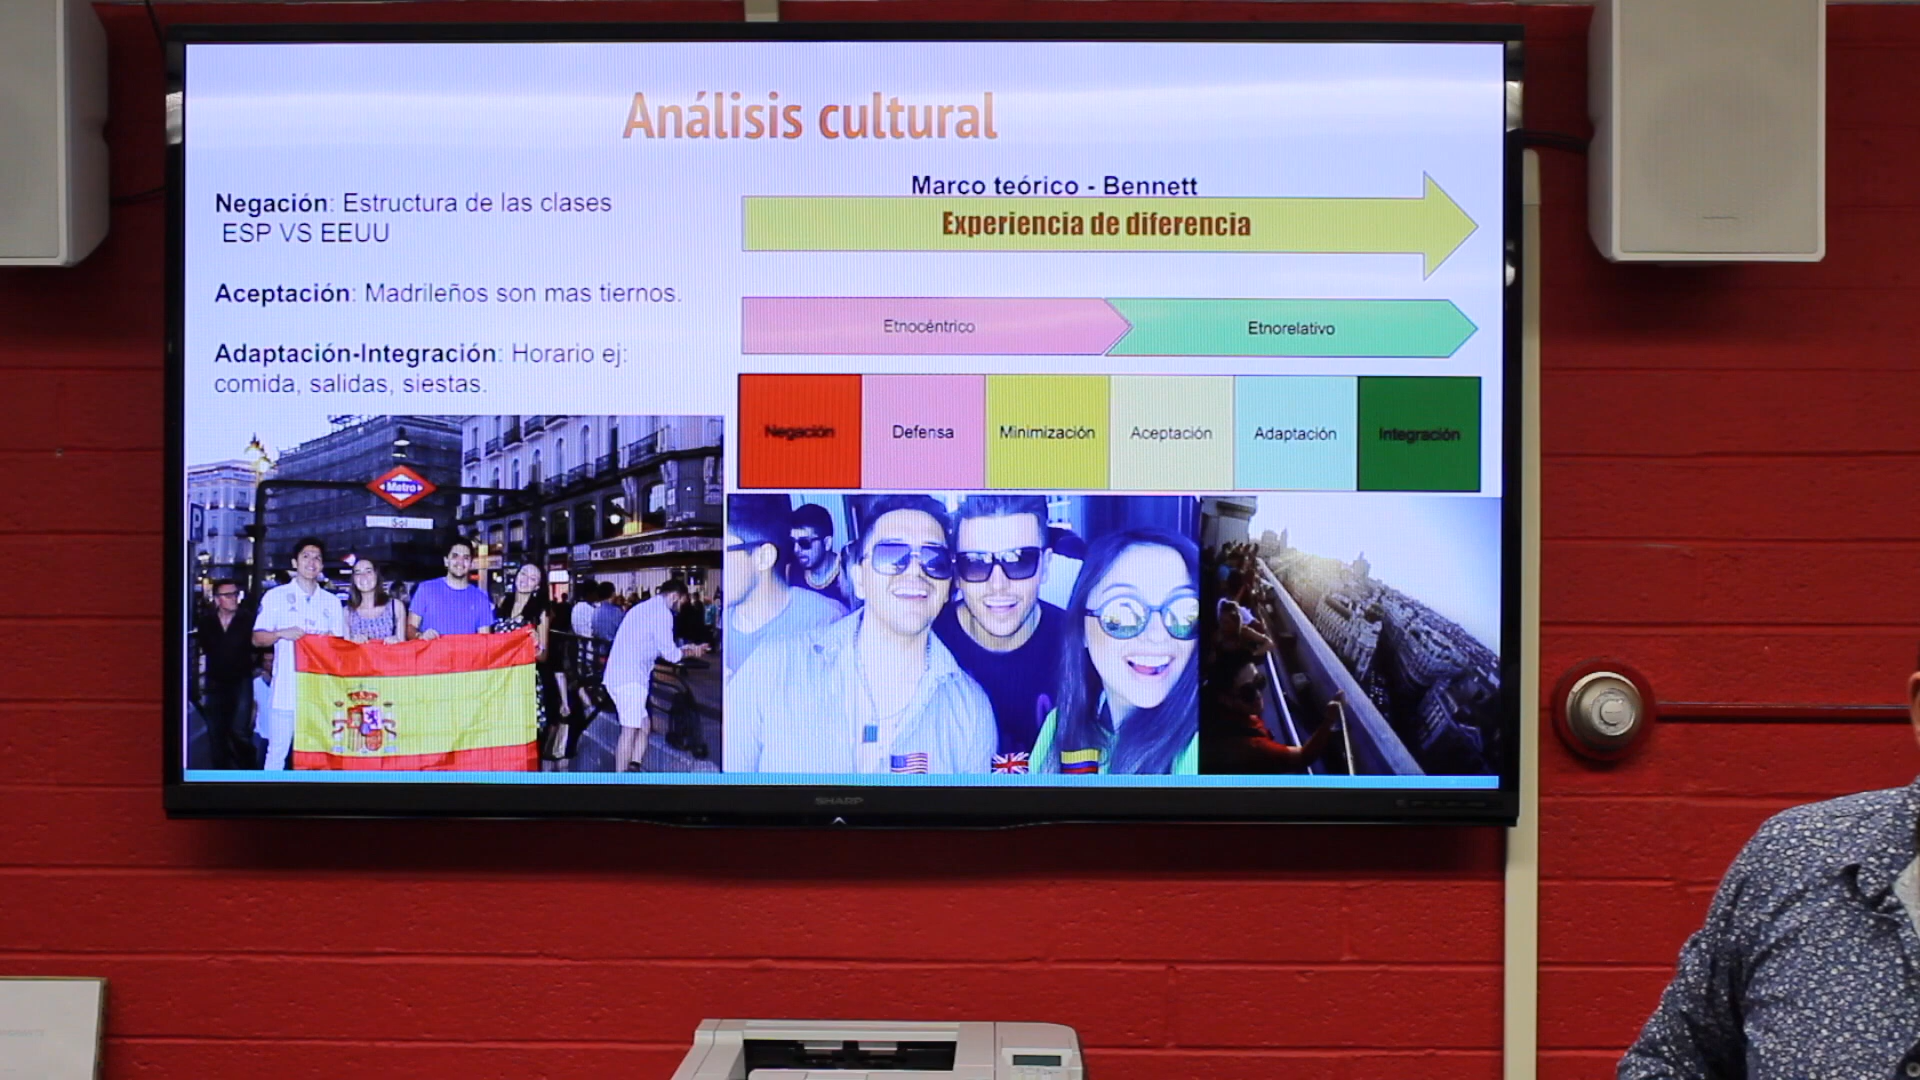 Análisis cultural
Negación: Estructura de las clases
ESP VS EEUU
Aceptación: Madrileños son mas tiernos.
Adaptación-Integración: Horario ej:
comida, salidas, siestas.
Marco teórico - Bennett
Experiencia de diferencia
Etnocéntrico
Etnorelativo
Negación
Defensa
Minimización
Aceptación
Adaptación
Integración
Metro
Sol
SHARP